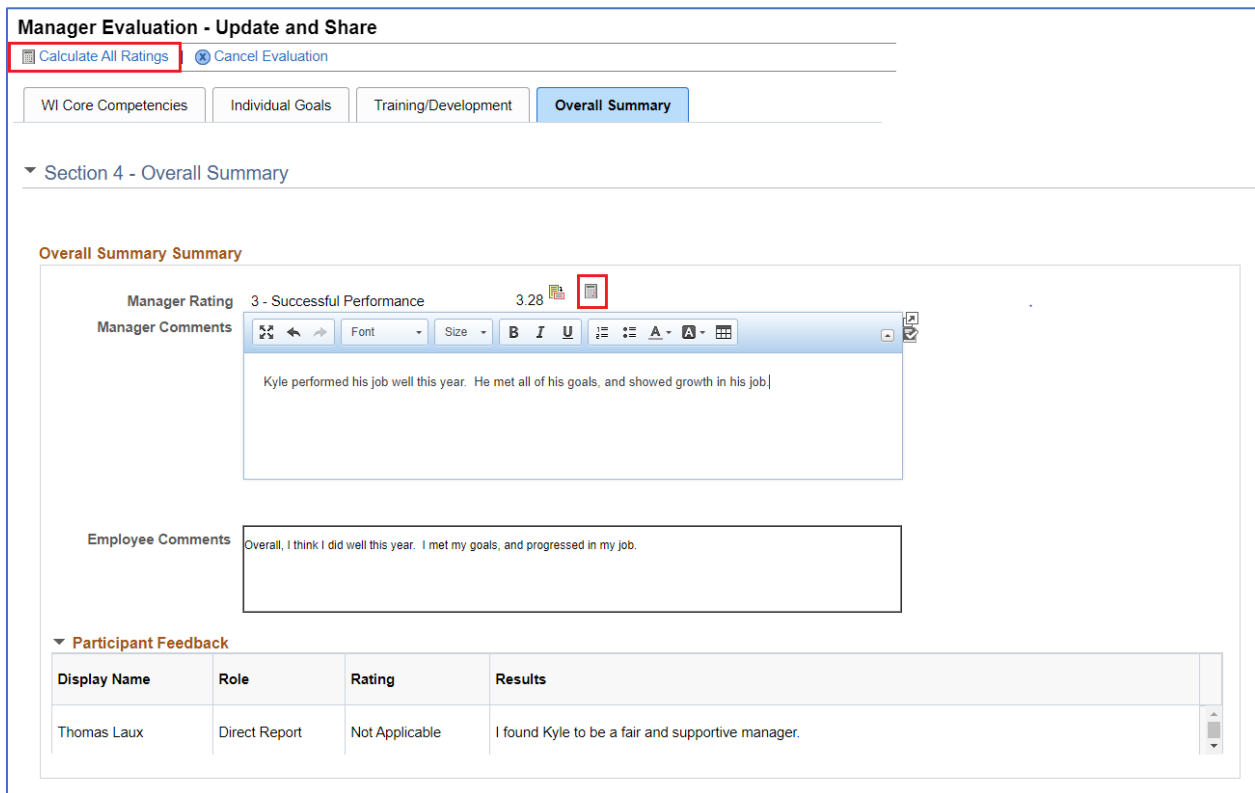 Manager Evaluation - Update and Share
Calculate All Ratings | Cancel Evaluation
WI Core Competencies Individual Goals Training/Development Overall Summary
Section 4 - Overall Summary
Overall Summary Summary
Manager Rating 3 - Successful Performance 3.28
Manager Comments
Font Size B I U A A
Kyle performed his job well this year. He met all of his goals, and showed growth in his job.
Employee Comments
Overall, I think I did well this year. I met my goals, and progressed in my job.
Participant Feedback
Display Name Role Rating Results
Thomas Laux Direct Report Not Applicable I found Kyle to be a fair and supportive manager.